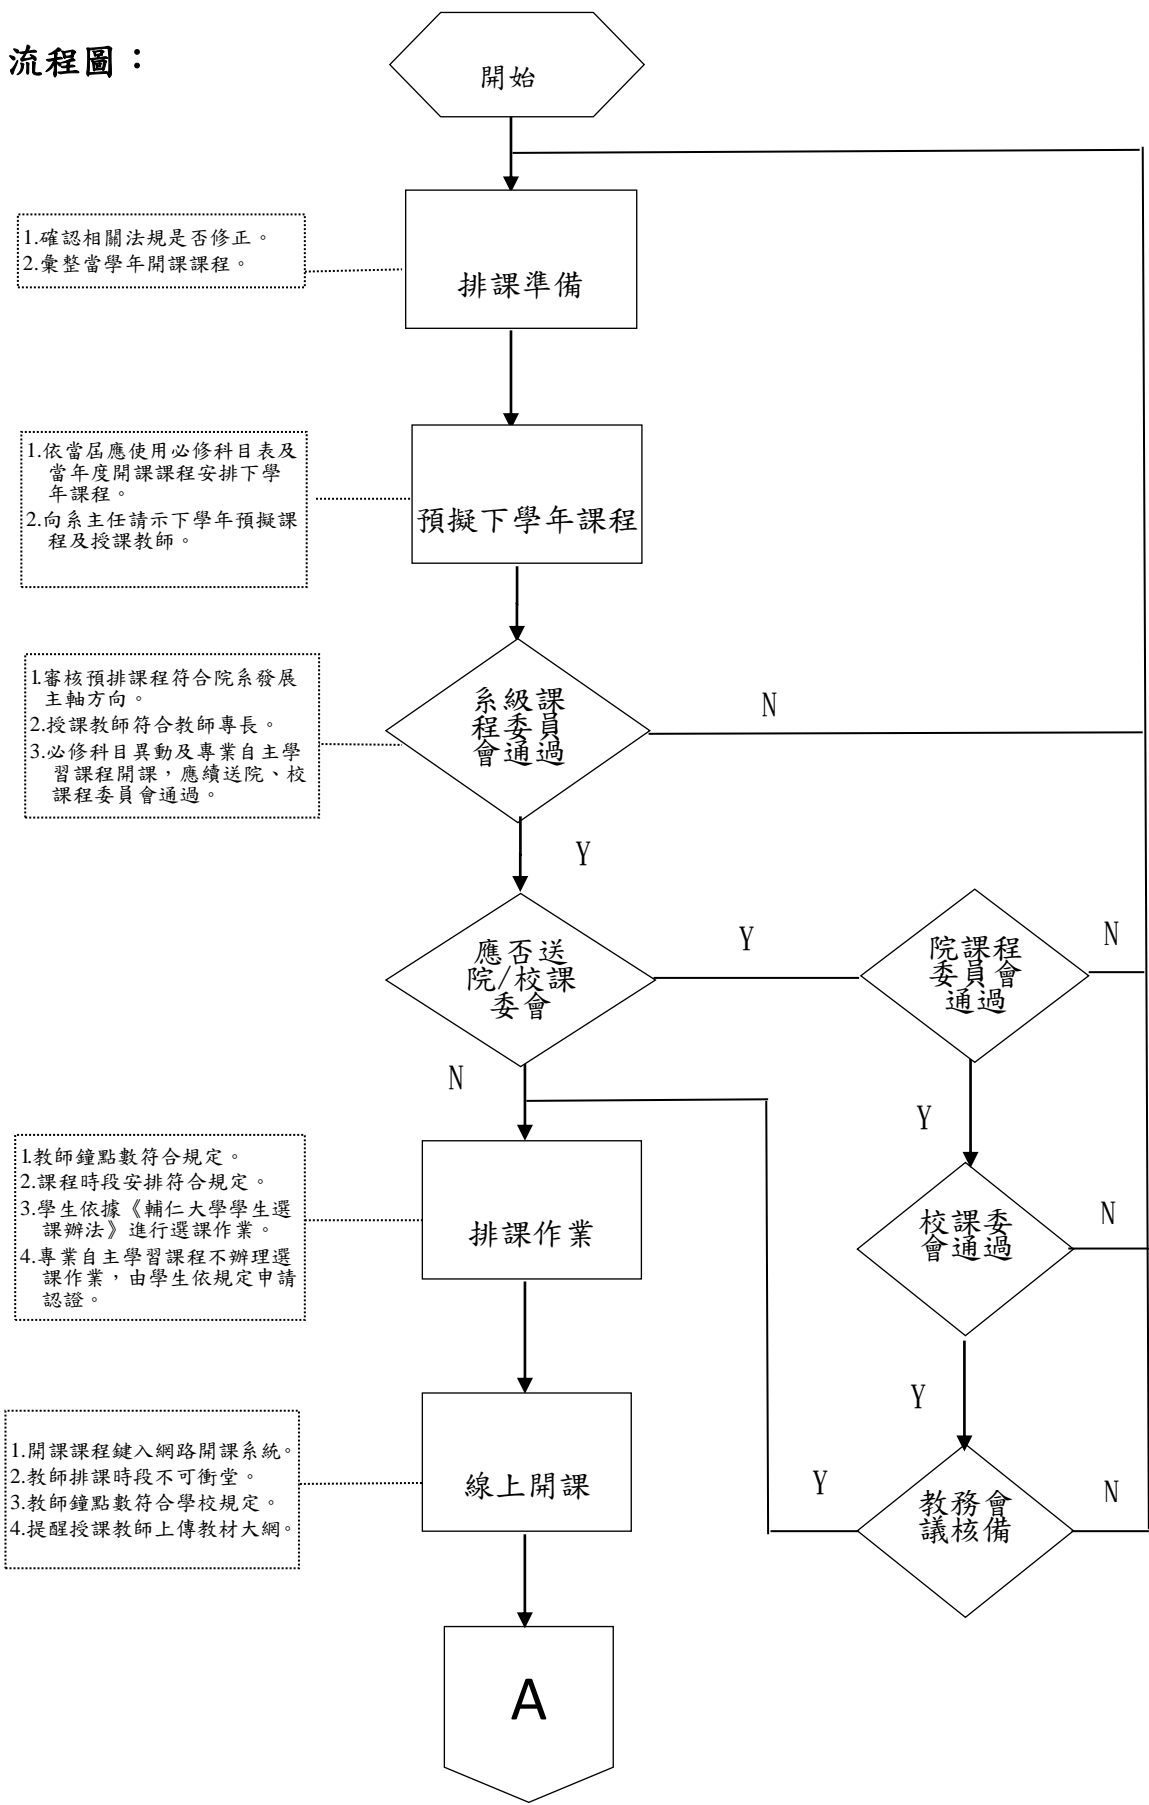 流程圖：
開始
1.確認相關法規是否修正。
2.彙整當學年開課課程。
排課準備
1.依當屆應使用必修科目表及
當年度開課課程安排下學
年課程。
2.向系主任請示下學年預擬課
程及授課教師。
預擬下學年課程
1.審核預排課程符合院系發展
主軸方向。
2.授課教師符合教師專長。
3.必修科目異動及專業自主學
習課程開課，應續送院、校
課程委員會通過。
系級課
程委員
會通過
N
Y
應否送
院/校課
委會
Y
院課程
委員會
通過
N
N
Y
1.教師鐘點數符合規定。
2.課程時段安排符合規定。
3.學生依據《輔仁大學學生選
課辦法》進行選課作業。
4.專業自主學習課程不辦理選
課作業，由學生依規定申請
認證。
排課作業
校課委
會通過
N
Y
1.開課課程鍵入網路開課系統。
2.教師排課時段不可衝堂。
3.教師鐘點數符合學校規定。
4.提醒授課教師上傳教材大網。
線上開課
Y
教務會
議核備
N
A